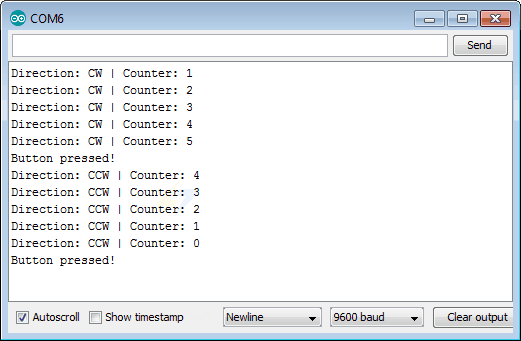 COM6
Send
Direction: CW | Counter: 1
Direction: CW | Counter: 2
Direction: CW | Counter: 3
Direction: CW | Counter: 4
Direction: CW | Counter: 5
Button pressed!
Direction: CCW | Counter: 4
Direction: CCW | Counter: 3
Direction: CCW | Counter: 2
Direction: CCW | Counter: 1
Direction: CCW | Counter: 0
Button pressed!
Autoscroll Show timestamp Newline 9600 baud Clear output